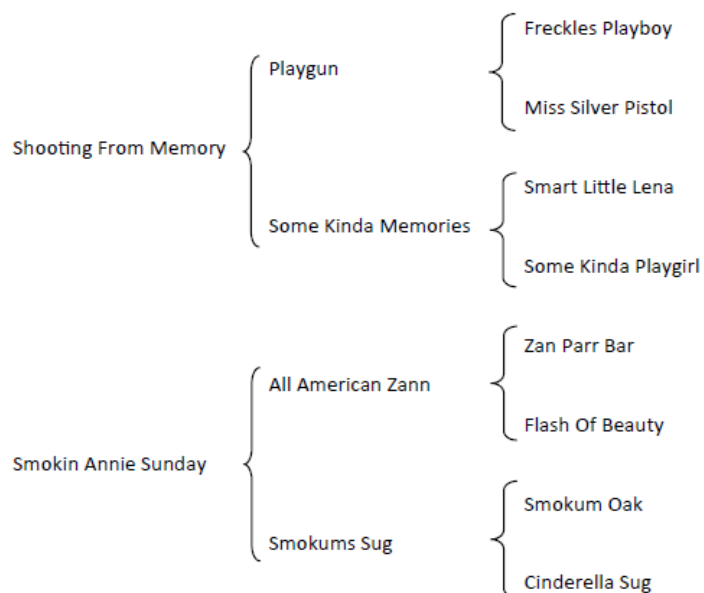 Freckles Playboy
Playgun
Miss Silver Pistol
Shooting From Memory
Smart Little Lena
Some Kinda Memories
Some Kinda Playgirl
Zan Parr Bar
All American Zann
Flash Of Beauty
Smokin Annie Sunday
Smokum Oak
Smokums Sug
Cinderella Sug